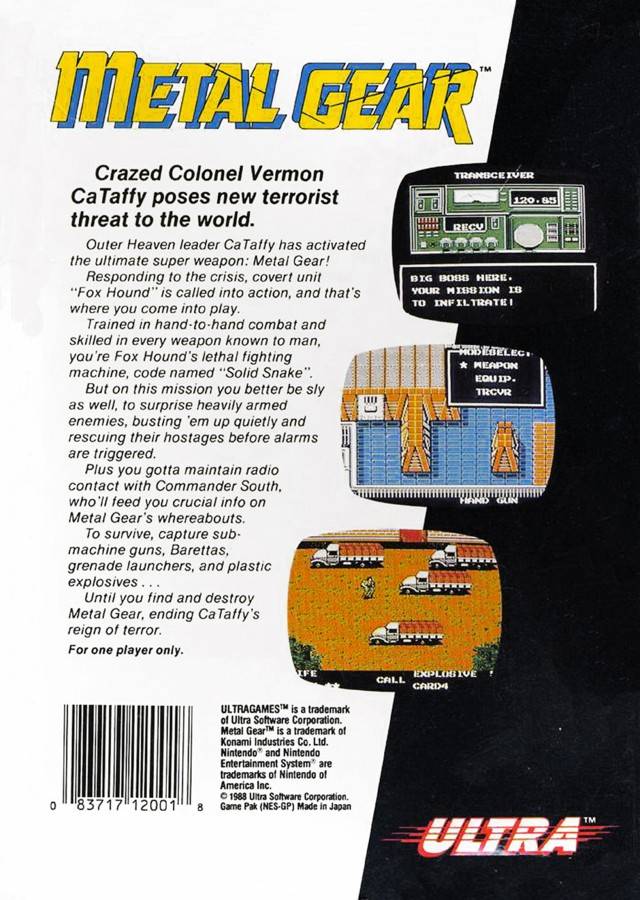 METAL GEAR™
Crazed Colonel Vermon
CaTaffy poses new terrorist
threat to the world.
Outer Heaven leader CaTaffy has activated
the ultimate super weapon: Metal Gear!
Responding to the crisis, covert unit
"Fox Hound" is called into action, and that's
where you come into play.
Trained in hand-to-hand combat and
skilled in every weapon known to man,
you're Fox Hound's lethal fighting
machine, code named "Solid Snake".
But on this mission you better be sly
as well, to surprise heavily armed
enemies, busting 'em up quietly and
rescuing their hostages before alarms
are triggered.
Plus you gotta maintain radio
contact with Commander South,
who'll feed you crucial info on
Metal Gear's whereabouts.
To survive, capture sub-
machine guns, Barettas,
grenade launchers, and plastic
explosives . . .
Until you find and destroy
Metal Gear, ending CaTaffy's
reign of terror.
For one player only.
TRANSCEIVER
120.85
RECV
BIG BOSS HERE.
YOUR MISSION IS
TO INFILTRATE!
MODESELECT
★ WEAPON
EQUIP.
TRCVR
HAND GUN
IFE
CALL
EXPLOSIVE
CARD4
0 83717 12001 8
ULTRAGAMES™ is a trademark
of Ultra Software Corporation.
Metal Gear™ is a trademark of
Konami Industries Co. Ltd.
Nintendo® and Nintendo
Entertainment System® are
trademarks of Nintendo of
America Inc.
© 1988 Ultra Software Corporation.
Game Pak (NES-GP) Made in Japan
ULTRA™